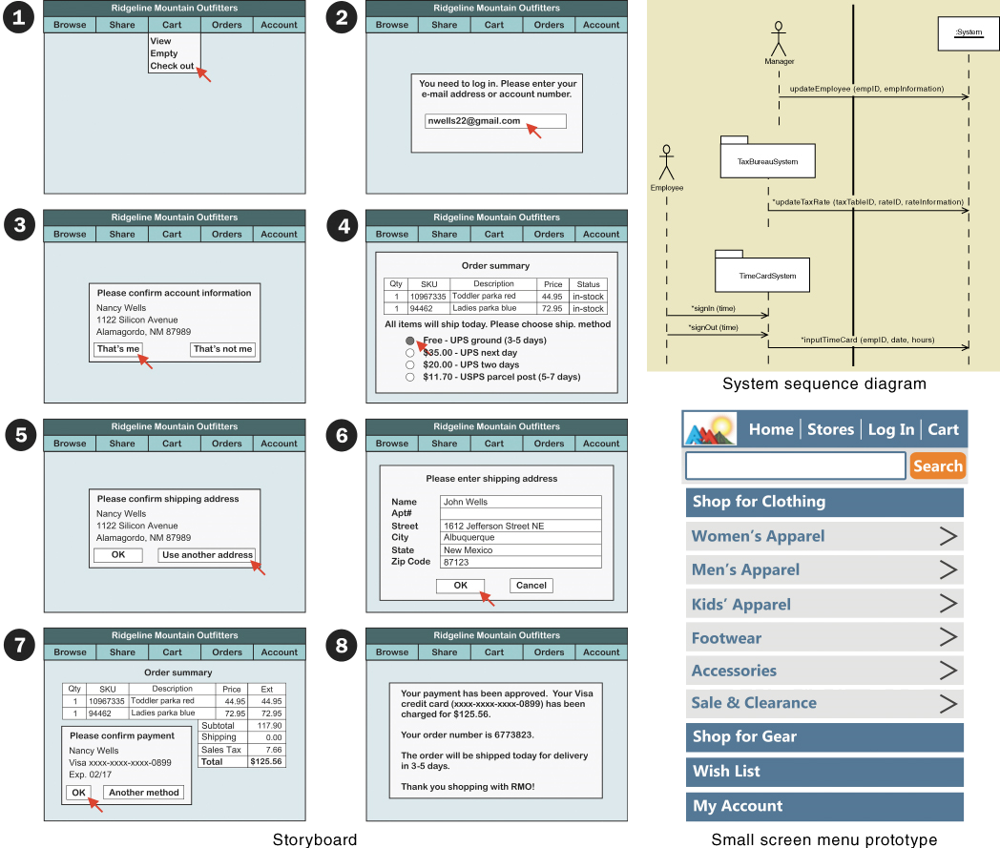 1
Ridgeline Mountain Outfitters
Browse Share Cart Orders Account
View
Empty
Check out
2
Ridgeline Mountain Outfitters
Browse Share Cart Orders Account
You need to log in. Please enter your
e-mail address or account number.
nwells22@gmail.com
3
Ridgeline Mountain Outfitters
Browse Share Cart Orders Account
Please confirm account information
Nancy Wells
1122 Silicon Avenue
Alamagordo, NM 87989
That's me That's not me
4
Ridgeline Mountain Outfitters
Browse Share Cart Orders Account
Order summary
Qty SKU Description Price Status
1 10967335 Toddler parka red 44.95 in-stock
1 94462 Ladies parka blue 72.95 in-stock
All items will ship today. Please choose ship. method
Free - UPS ground (3-5 days)
$35.00 - UPS next day
$20.00 - UPS two days
$11.70 - USPS parcel post (5-7 days)
5
Ridgeline Mountain Outfitters
Browse Share Cart Orders Account
Please confirm shipping address
Nancy Wells
1122 Silicon Avenue
Alamagordo, NM 87989
OK Use another address
6
Ridgeline Mountain Outfitters
Browse Share Cart Orders Account
Please enter shipping address
Name John Wells
Apt#
Street 1612 Jefferson Street NE
City Albuquerque
State New Mexico
Zip Code 87123
OK Cancel
7
Ridgeline Mountain Outfitters
Browse Share Cart Orders Account
Order summary
Qty SKU Description Price Ext
1 10967335 Toddler parka red 44.95 44.95
1 94462 Ladies parka blue 72.95 72.95
Subtotal 117.90
Shipping 0.00
Sales Tax 7.66
Total $125.56
Please confirm payment
Nancy Wells
Visa xxxx-xxxx-xxxx-0899
Exp. 02/17
OK Another method
8
Ridgeline Mountain Outfitters
Browse Share Cart Orders Account
Your payment has been approved. Your Visa
credit card (xxxx-xxxx-xxxx-0899) has been
charged for $125.56.
Your order number is 6773823.
The order will be shipped today for delivery
in 3-5 days.
Thank you shopping with RMO!
Storyboard
:System
Manager
updateEmployee (empID, empInformation)
TaxBureauSystem
Employee
*updateTaxRate (taxTableID, rateID, rateInformation)
TimeCardSystem
*signIn (time)
*signOut (time)
*inputTimeCard (empID, date, hours)
System sequence diagram
Home Stores Log In Cart
Search
Shop for Clothing
Women's Apparel
Men's Apparel
Kids' Apparel
Footwear
Accessories
Sale & Clearance
Shop for Gear
Wish List
My Account
Small screen menu prototype